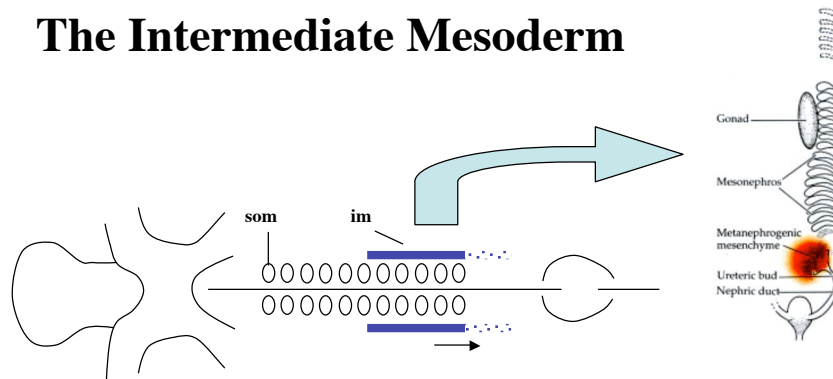 The Intermediate Mesoderm
som
im
Gonad
Mesonephros
Metanephrogenic
mesenchyme
Ureteric bud
Nephric duct